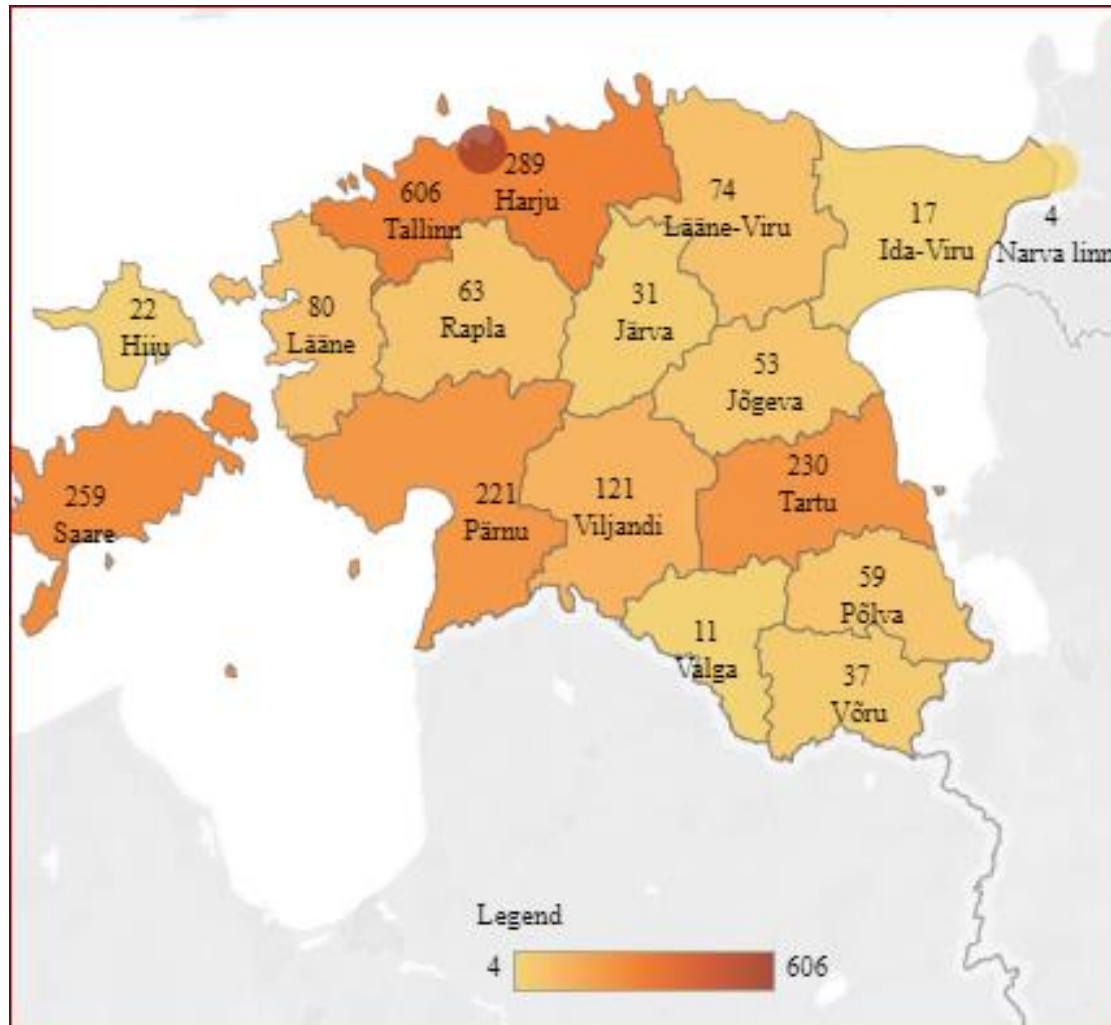 289
Harju
606
Tallinn
74
Lääne-Viru
17
Ida-Viru
4
Narva linn
22
Hiiu
80
Lääne
63
Rapla
31
Järva
53
Jõgeva
259
Saare
221
Pärnu
121
Viljandi
230
Tartu
59
Põlva
11
Valga
37
Võru
Legend
4
606